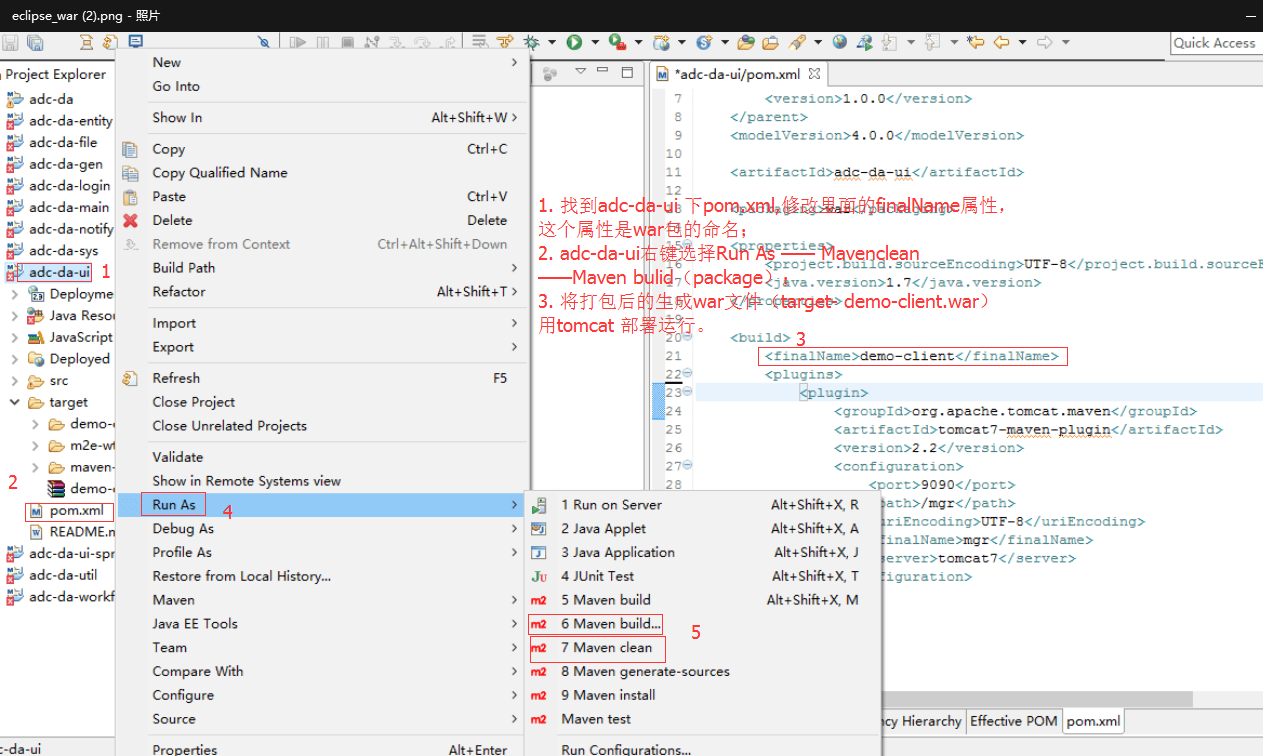 eclipse_war (2).png - 照片
Quick Access
Project Explorer
adc-da
adc-da-entity
adc-da-file
adc-da-gen
adc-da-login
adc-da-main
adc-da-notify
adc-da-sys
adc-da-ui
1
Deployme
Java Resou
JavaScript
Deployed
src
target
demo-c
m2e-wt
maven-
demo-c
2
pom.xml
README.m
adc-da-ui-spr
adc-da-util
adc-da-workf
c-da-ui
New
Go Into
Show In Alt+Shift+W
Copy Ctrl+C
Copy Qualified Name
Paste Ctrl+V
Delete Delete
Remove from Context Ctrl+Alt+Shift+Down
Build Path
Refactor Alt+Shift+T
Import
Export
Refresh F5
Close Project
Close Unrelated Projects
Validate
Show in Remote Systems view
Run As
4
Debug As
Profile As
Restore from Local History...
Maven
Java EE Tools
Team
Compare With
Configure
Source
Properties Alt+Enter
1 Run on Server Alt+Shift+X, R
2 Java Applet Alt+Shift+X, A
3 Java Application Alt+Shift+X, J
4 JUnit Test Alt+Shift+X, T
5 Maven build Alt+Shift+X, M
6 Maven build...
5
7 Maven clean
8 Maven generate-sources
9 Maven install
Maven test
Run Configurations...
1. 找到adc-da-ui 下pom.xml,修改界面的finalName属性，
这个属性是war包的命名；
2. adc-da-ui右键选择Run As —— Mavenclean
——Maven bulid（package）；
3. 将打包后的生成war文件（target- demo-client.war）
用tomcat 部署运行。
*adc-da-ui/pom.xml
7 <version>1.0.0</version>
8 </parent>
9 <modelVersion>4.0.0</modelVersion>
10
11 <artifactId>adc-da-ui</artifactId>
12
<properties>
16 <project.build.sourceEncoding>UTF-8</project.build.sourceE
<java.version>1.7</java.version>
20 <build>
3
21 <finalName>demo-client</finalName>
22 <plugins>
23 <plugin>
24 <groupId>org.apache.tomcat.maven</groupId>
25 <artifactId>tomcat7-maven-plugin</artifactId>
26 <version>2.2</version>
27 <configuration>
28 <port>9090</port>
path>/mgr</path>
uriEncoding>UTF-8</uriEncoding>
finalName>mgr</finalName>
server>tomcat7</server>
figuration>
ncy Hierarchy
Effective POM
pom.xml